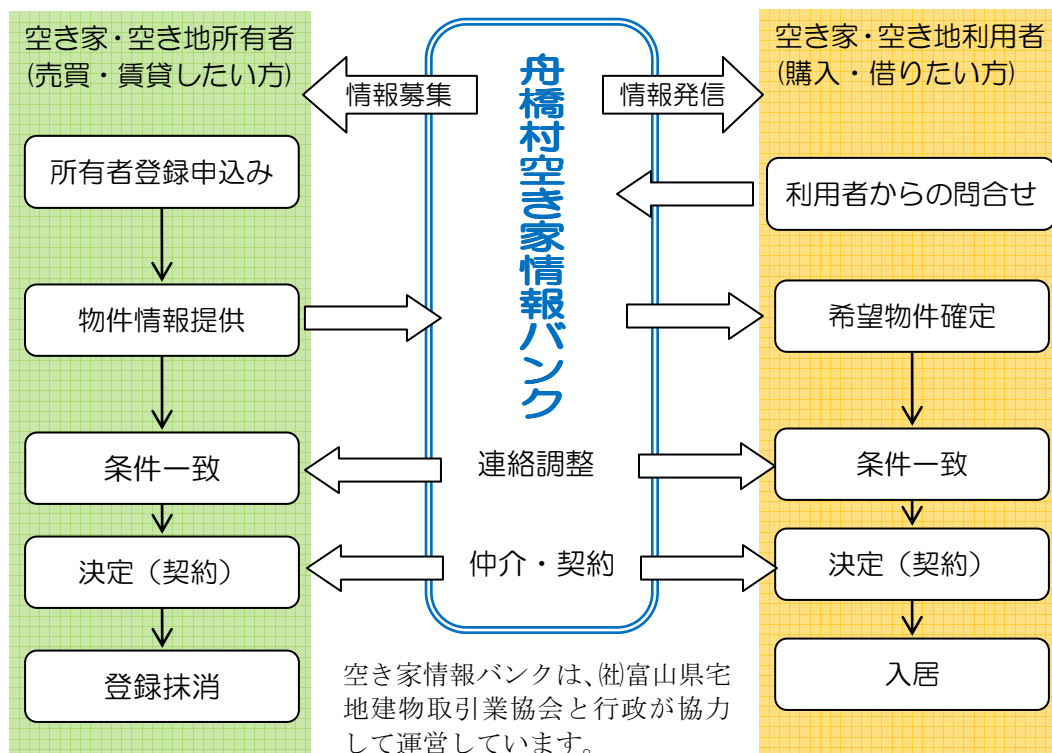 空き家・空き地所有者
(売買・賃貸したい方)
所有者登録申込み
物件情報提供
条件一致
決定（契約）
登録抹消
情報募集
情報発信
舟橋村空き家情報バンク
連絡調整
仲介・契約
空き家情報バンクは、㈳富山県宅
地建物取引業協会と行政が協力
して運営しています。
空き家・空き地利用者
(購入・借りたい方)
利用者からの問合せ
希望物件確定
条件一致
決定（契約）
入居